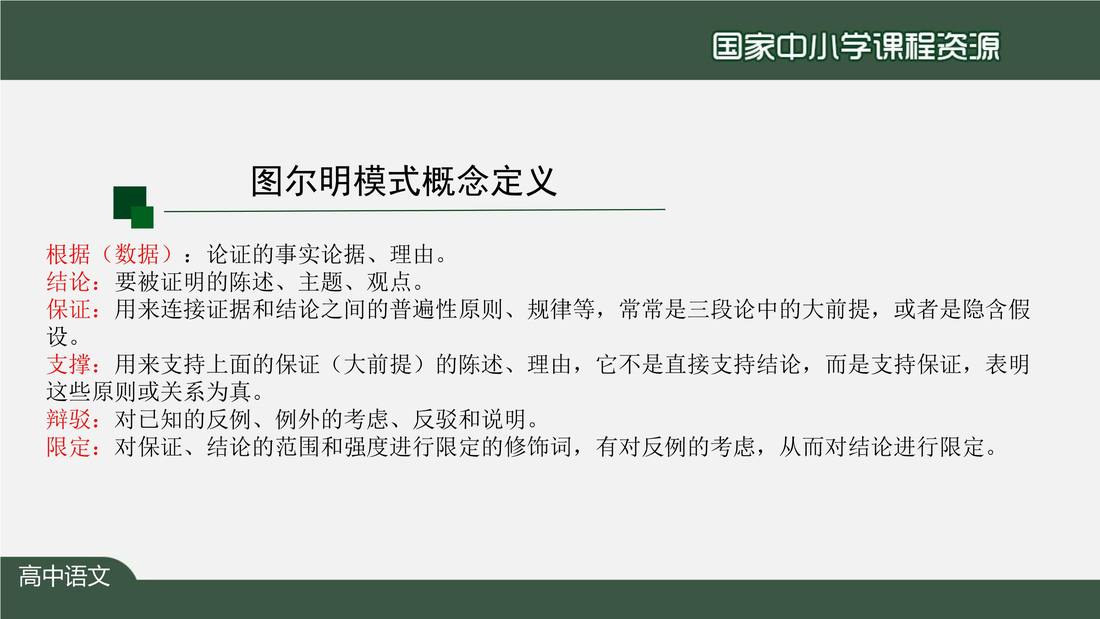 国家中小学课程资源
图尔明模式概念定义
根据（数据）：论证的事实论据、理由。
结论：要被证明的陈述、主题、观点。
保证：用来连接证据和结论之间的普遍性原则、规律等，常常是三段论中的大前提，或者是隐含假
设。
支撑：用来支持上面的保证（大前提）的陈述、理由，它不是直接支持结论，而是支持保证，表明
这些原则或关系为真。
辩驳：对已知的反例、例外的考虑、反驳和说明。
限定：对保证、结论的范围和强度进行限定的修饰词，有对反例的考虑，从而对结论进行限定。
高中语文